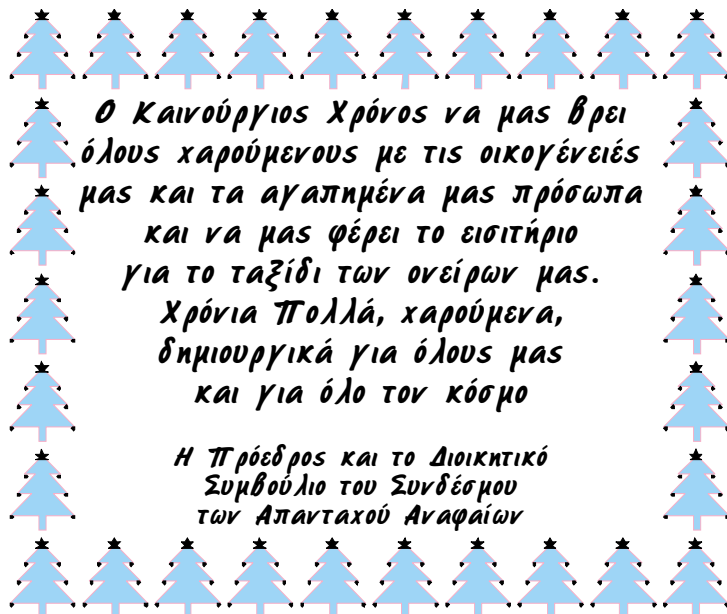 Ο Καινούργιος Χρόνος να μας βρει
όλους χαρούμενους με τις οικογένειές
μας και τα αγαπημένα μας πρόσωπα
και να μας φέρει το εισιτήριο
για το ταξίδι των ονείρων μας.
Χρόνια Πολλά, χαρούμενα,
δημιουργικά για όλους μας
και για όλο τον κόσμο
Η Πρόεδρος και το Διοικητικό
Συμβούλιο του Συνδέσμου
των Απανταχού Αναφαίων